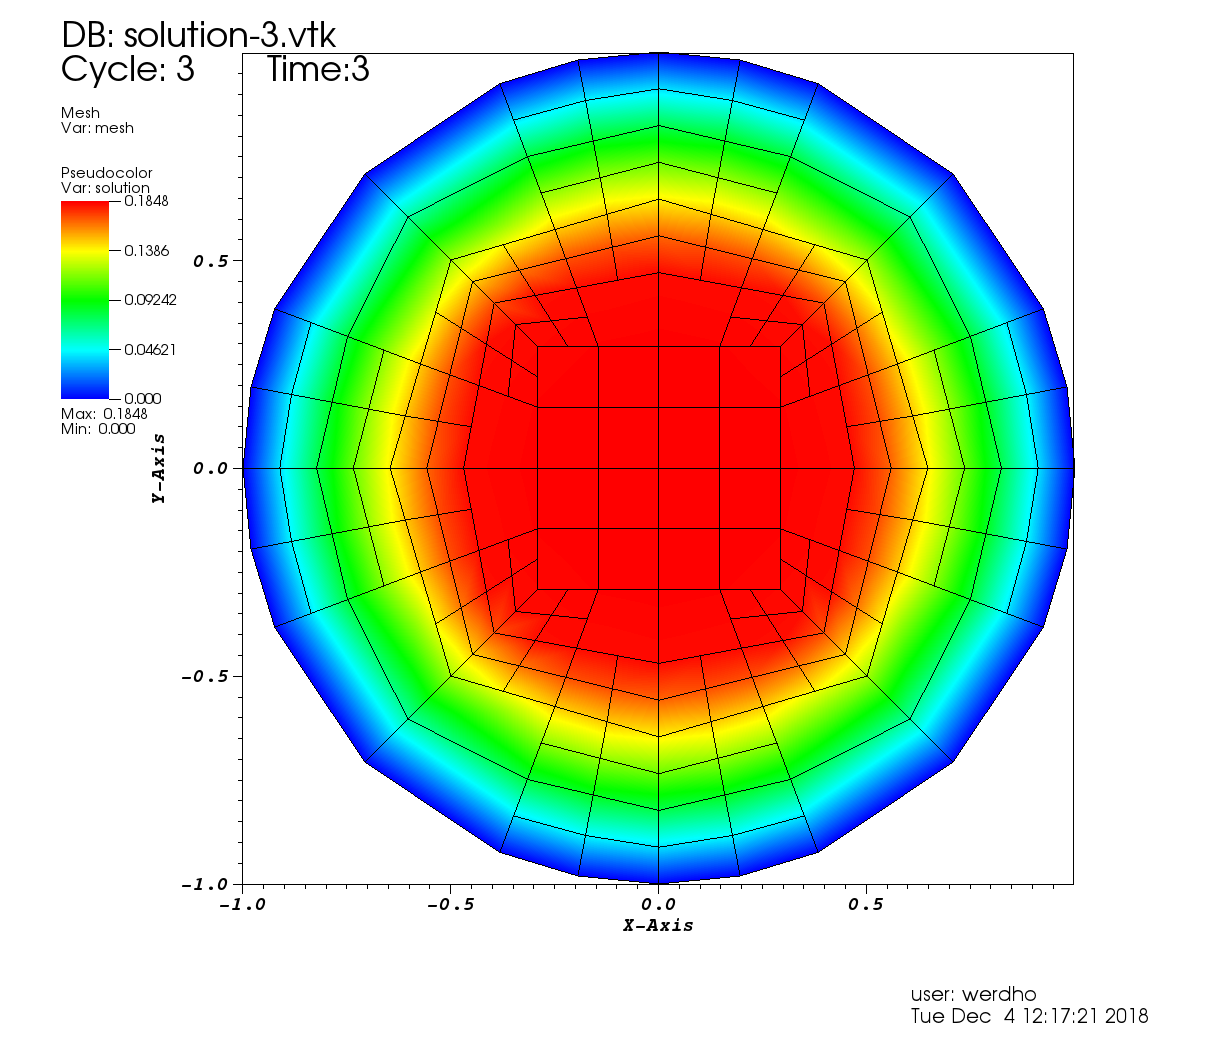 DB: solution-3.vtk
Cycle: 3 Time:3
Mesh
Var: mesh
Pseudocolor
Var: solution
0.1848
0.1386
0.09242
0.04621
0.000
Max: 0.1848
Min: 0.000
0.5
0.0
-0.5
-1.0
Y-Axis
-1.0 -0.5 0.0 0.5
X-Axis
user: werdho
Tue Dec 4 12:17:21 2018